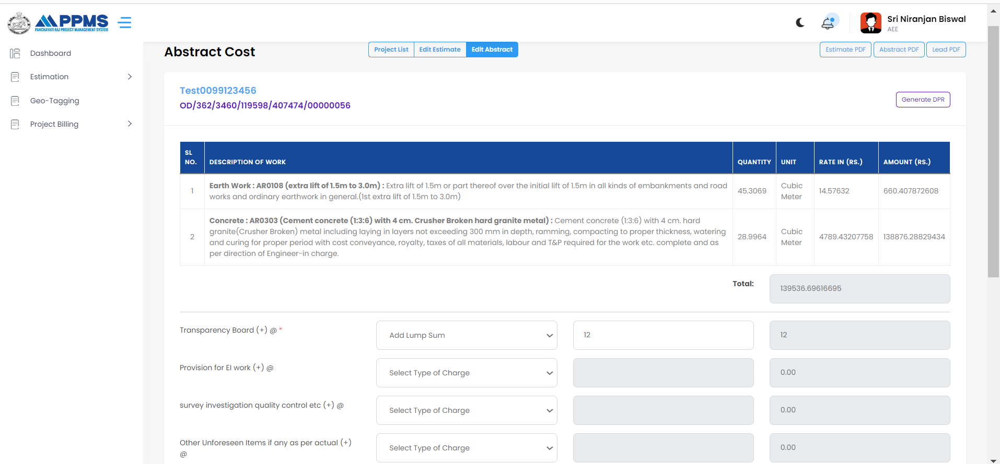 PPMS
PANCHAYATI RAJ PROJECT MANAGEMENT SYSTEM
Sri Niranjan Biswal
AEE
Dashboard
Estimation
Geo-Tagging
Project Billing
Abstract Cost
Project List
Edit Estimate
Edit Abstract
Estimate PDF
Abstract PDF
Lead PDF
Test0099123456
OD/362/3460/119598/407474/00000056
Generate DPR
SL
NO.
DESCRIPTION OF WORK
QUANTITY
UNIT
RATE IN (RS.)
AMOUNT (RS.)
1
Earth Work : AR0108 (extra lift of 1.5m to 3.0m) : Extra lift of 1.5m or part thereof over the initial lift of 1.5m in all kinds of embankments and road
works and ordinary earthwork in general.(1st extra lift of 1.5m to 3.0m)
45.3069
Cubic
Meter
14.57632
660.407872608
2
Concrete : AR0303 (Cement concrete (1:3:6) with 4 cm. Crusher Broken hard granite metal) : Cement concrete (1:3:6) with 4 cm. hard
granite(Crusher Broken) metal including laying in layers not exceeding 300 mm in depth, ramming, compacting to proper thickness, watering
and curing for proper period with cost conveyance, royalty, taxes of all materials, labour and T&P required for the work etc. complete and as
per direction of Engineer-in charge.
28.9964
Cubic
Meter
4789.43207758
138876.28829434
Total:
139536.69616695
Transparency Board (+) @ *
Add Lump Sum
12
12
Provision for EI work (+) @
Select Type of Charge
0.00
survey investigation quality control etc (+) @
Select Type of Charge
0.00
Other Unforeseen Items if any as per actual (+)
@
Select Type of Charge
0.00